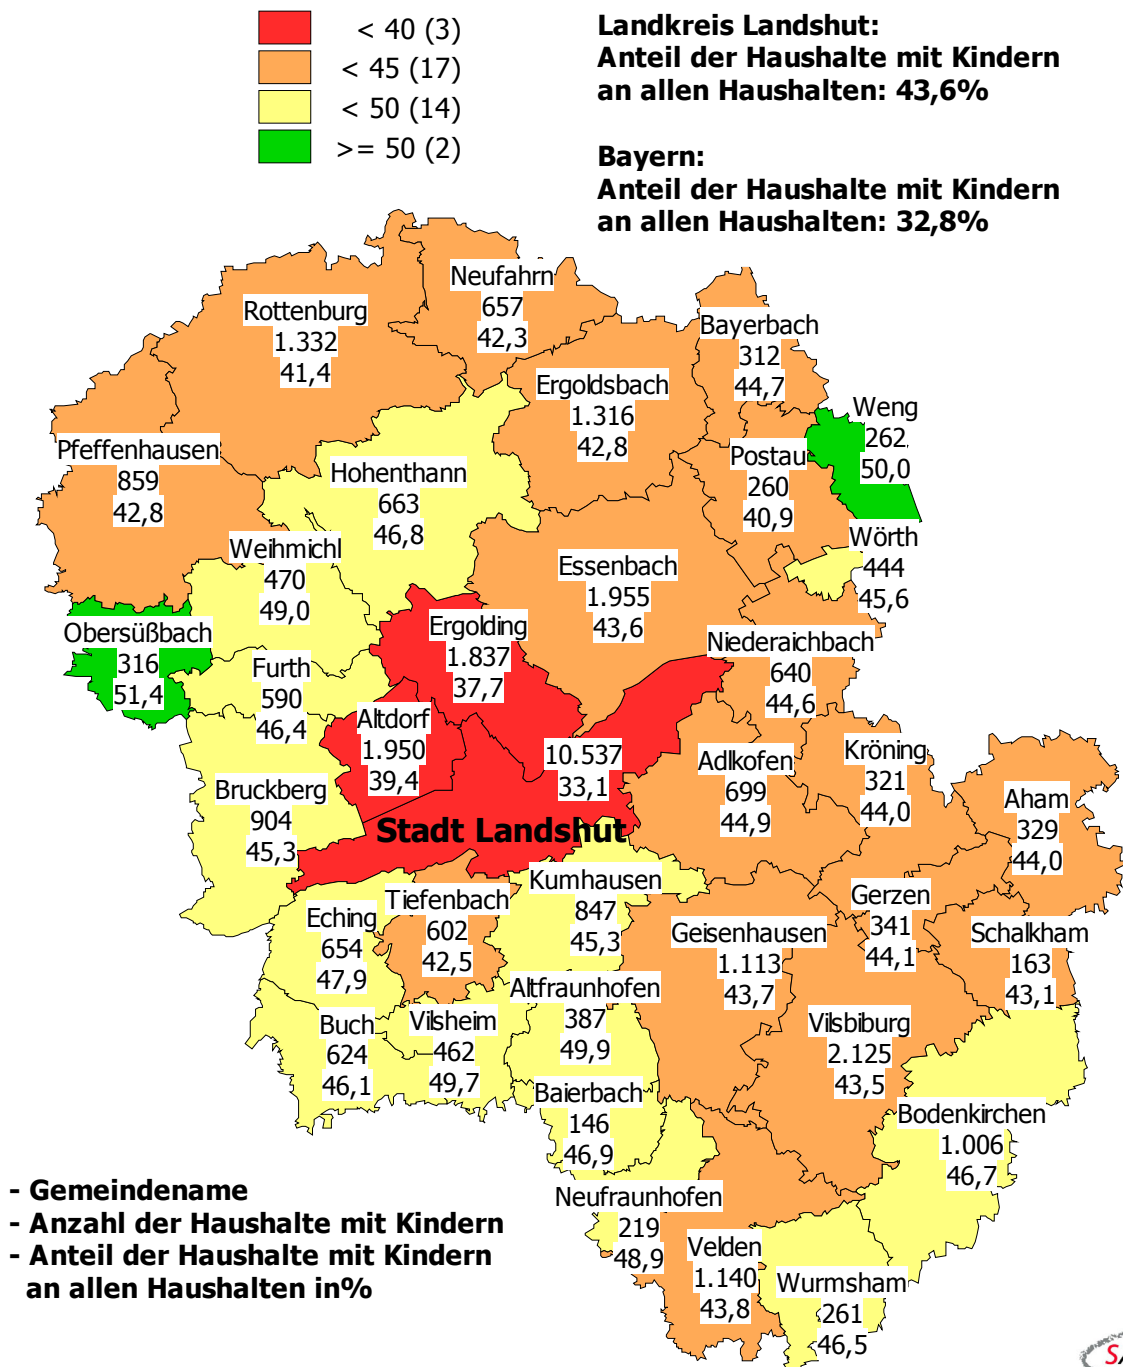 < 40 (3)
< 45 (17)
< 50 (14)
>= 50 (2)
Landkreis Landshut:
Anteil der Haushalte mit Kindern
an allen Haushalten: 43,6%
Bayern:
Anteil der Haushalte mit Kindern
an allen Haushalten: 32,8%
Neufahrn
657
42,3
Rottenburg
1.332
41,4
Bayerbach
312
44,7
Ergoldsbach
1.316
42,8
Weng
262
50,0
Pfeffenhausen
859
42,8
Hohenthann
663
46,8
Postau
260
40,9
Weihmichl
470
49,0
Essenbach
1.955
43,6
Wörth
444
45,6
Obersüßbach
316
51,4
Ergolding
1.837
37,7
Niederaichbach
640
44,6
Furth
590
46,4
Altdorf
1.950
39,4
10.537
33,1
Stadt Landshut
Adlkofen
699
44,9
Kröning
321
44,0
Aham
329
44,0
Bruckberg
904
45,3
Kumhausen
847
45,3
Tiefenbach
602
42,5
Gerzen
341
44,1
Eching
654
47,9
Geisenhausen
1.113
43,7
Schalkham
163
43,1
Altfraunhofen
387
49,9
Buch
624
46,1
Vilsheim
462
49,7
Vilsbiburg
2.125
43,5
Baierbach
146
46,9
Bodenkirchen
1.006
46,7
Neufraunhofen
219
48,9
Velden
1.140
43,8
Wurmsham
261
46,5
- Gemeindename
- Anzahl der Haushalte mit Kindern
- Anteil der Haushalte mit Kindern
an allen Haushalten in%